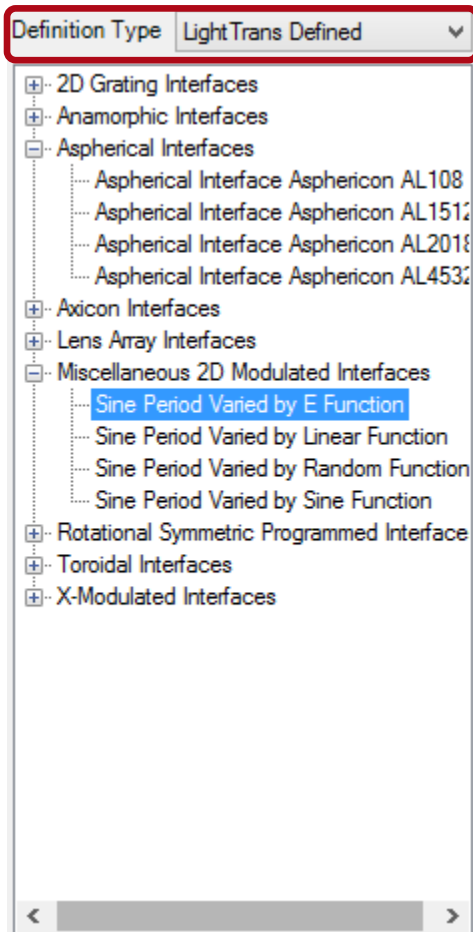 Definition Type LightTrans Defined
2D Grating Interfaces
Anamorphic Interfaces
Aspherical Interfaces
Aspherical Interface Asphericon AL108
Aspherical Interface Asphericon AL1512
Aspherical Interface Asphericon AL2018
Aspherical Interface Asphericon AL4532
Axicon Interfaces
Lens Array Interfaces
Miscellaneous 2D Modulated Interfaces
Sine Period Varied by E Function
Sine Period Varied by Linear Function
Sine Period Varied by Random Function
Sine Period Varied by Sine Function
Rotational Symmetric Programmed Interface
Toroidal Interfaces
X-Modulated Interfaces